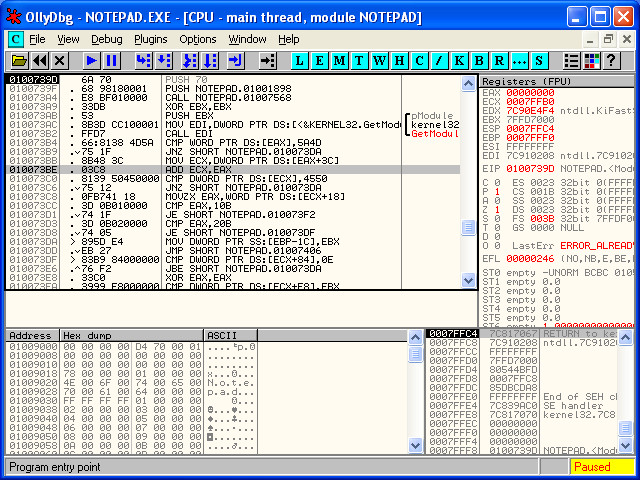 OllyDbg - NOTEPAD.EXE - [CPU - main thread, module NOTEPAD]
C File View Debug Plugins Options Window Help
L E M T W H C / K B R ... S ?
0100739D 6A 70 PUSH 70
0100739F . 68 98180001 PUSH NOTEPAD.01001898
010073A4 . E8 BF010000 CALL NOTEPAD.01007568
010073A9 . 33DB XOR EBX,EBX
010073AB . 53 PUSH EBX pModule
010073AC . 8B3D CC100001 MOV EDI,DWORD PTR DS:[<&KERNEL32.GetModu kernel32
010073B2 . FFD7 CALL EDI GetModul
010073B4 . 66:8138 4D5A CMP WORD PTR DS:[EAX],5A4D
010073B9 . 75 1F JNZ SHORT NOTEPAD.010073DA
010073BB . 8B48 3C MOV ECX,DWORD PTR DS:[EAX+3C]
010073BE . 03C8 ADD ECX,EAX
010073C0 . 8139 50450000 CMP DWORD PTR DS:[ECX],4550
010073C6 . 75 12 JNZ SHORT NOTEPAD.010073DA
010073C8 . 0FB741 18 MOVZX EAX,WORD PTR DS:[ECX+18]
010073CC . 3D 0B010000 CMP EAX,10B
010073D1 . 74 1F JE SHORT NOTEPAD.010073F2
010073D3 . 3D 0B020000 CMP EAX,20B
010073D8 . 74 05 JE SHORT NOTEPAD.010073DF
010073DA > 895D E4 MOV DWORD PTR SS:[EBP-1C],EBX
010073DD . EB 27 JMP SHORT NOTEPAD.01007406
010073DF > 83B9 84000000 CMP DWORD PTR DS:[ECX+84],0E
010073E6 . 76 F2 JBE SHORT NOTEPAD.010073DA
010073E8 . 33C0 XOR EAX,EAX
010073EA . 3999 F8000000 CMP DWORD PTR DS:[ECX+F8],EBX
Registers (FPU)
EAX 00000000
ECX 0007FFB0
EDX 7C90E4F4 ntdll.KiFastS
EBX 7FFD7000
ESP 0007FFC4
EBP 0007FFF0
ESI FFFFFFFF
EDI 7C910208 ntdll.7C9102
EIP 0100739D NOTEPAD.<Mod
C 0 ES 0023 32bit 0(F
P 1 CS 001B 32bit 0(F
A 0 SS 0023 32bit 0(F
Z 1 DS 0023 32bit 0(F
S 0 FS 003B 32bit 7FFDF00
T 0 GS 0000 NULL
D 0
O 0 LastErr ERROR_ALREADY
EFL 00000246 (NO,NB,E,BE,
ST0 empty -UNORM BCBC 010
ST1 empty 0.0
ST2 empty 0.0
ST3 empty 0.0
ST4 empty 0.0
ST5 empty 0.0
Address Hex dump ASCII
01009000 00 00 00 00 D4 70 00 01
01009008 00 00 00 00 00 00 00 00 ........
01009010 00 00 00 00 00 00 00 00 ........
01009018 78 00 00 01 00 00 00
01009020 4E 00 6F 00 74 00 65 00 N.o.t.e.
01009028 70 00 61 00 64 00 00 00 p.a.d...
01009030 FF FF FF FF 01 00 00 00
01009038 02 00 00 00 03 00 00 00
01009040 04 00 00 00 05 00 00 00
01009048 06 00 00 00 07 00 00 00
01009050 08 00 00 00 09 00 00 00
01009058 0A 00 00 00 0B 00 00 00
0007FFC4 7C817067 RETURN to ke
0007FFC8 7C910208 ntdll.7C9102
0007FFCC FFFFFFFF
0007FFD0 7FFD7000
0007FFD4 80544BFD
0007FFD8 0007FFC8
0007FFDC 85DBCDA8
0007FFE0 FFFFFFFF End of SEH c
0007FFE4 7C839AC0 SE handler
0007FFE8 7C817070 kernel32.7C8
0007FFEC 00000000
0007FFF0 00000000
0007FFF4 00000000
0007FFF8 0100739D NOTEPAD.<Modu
Program entry point Paused